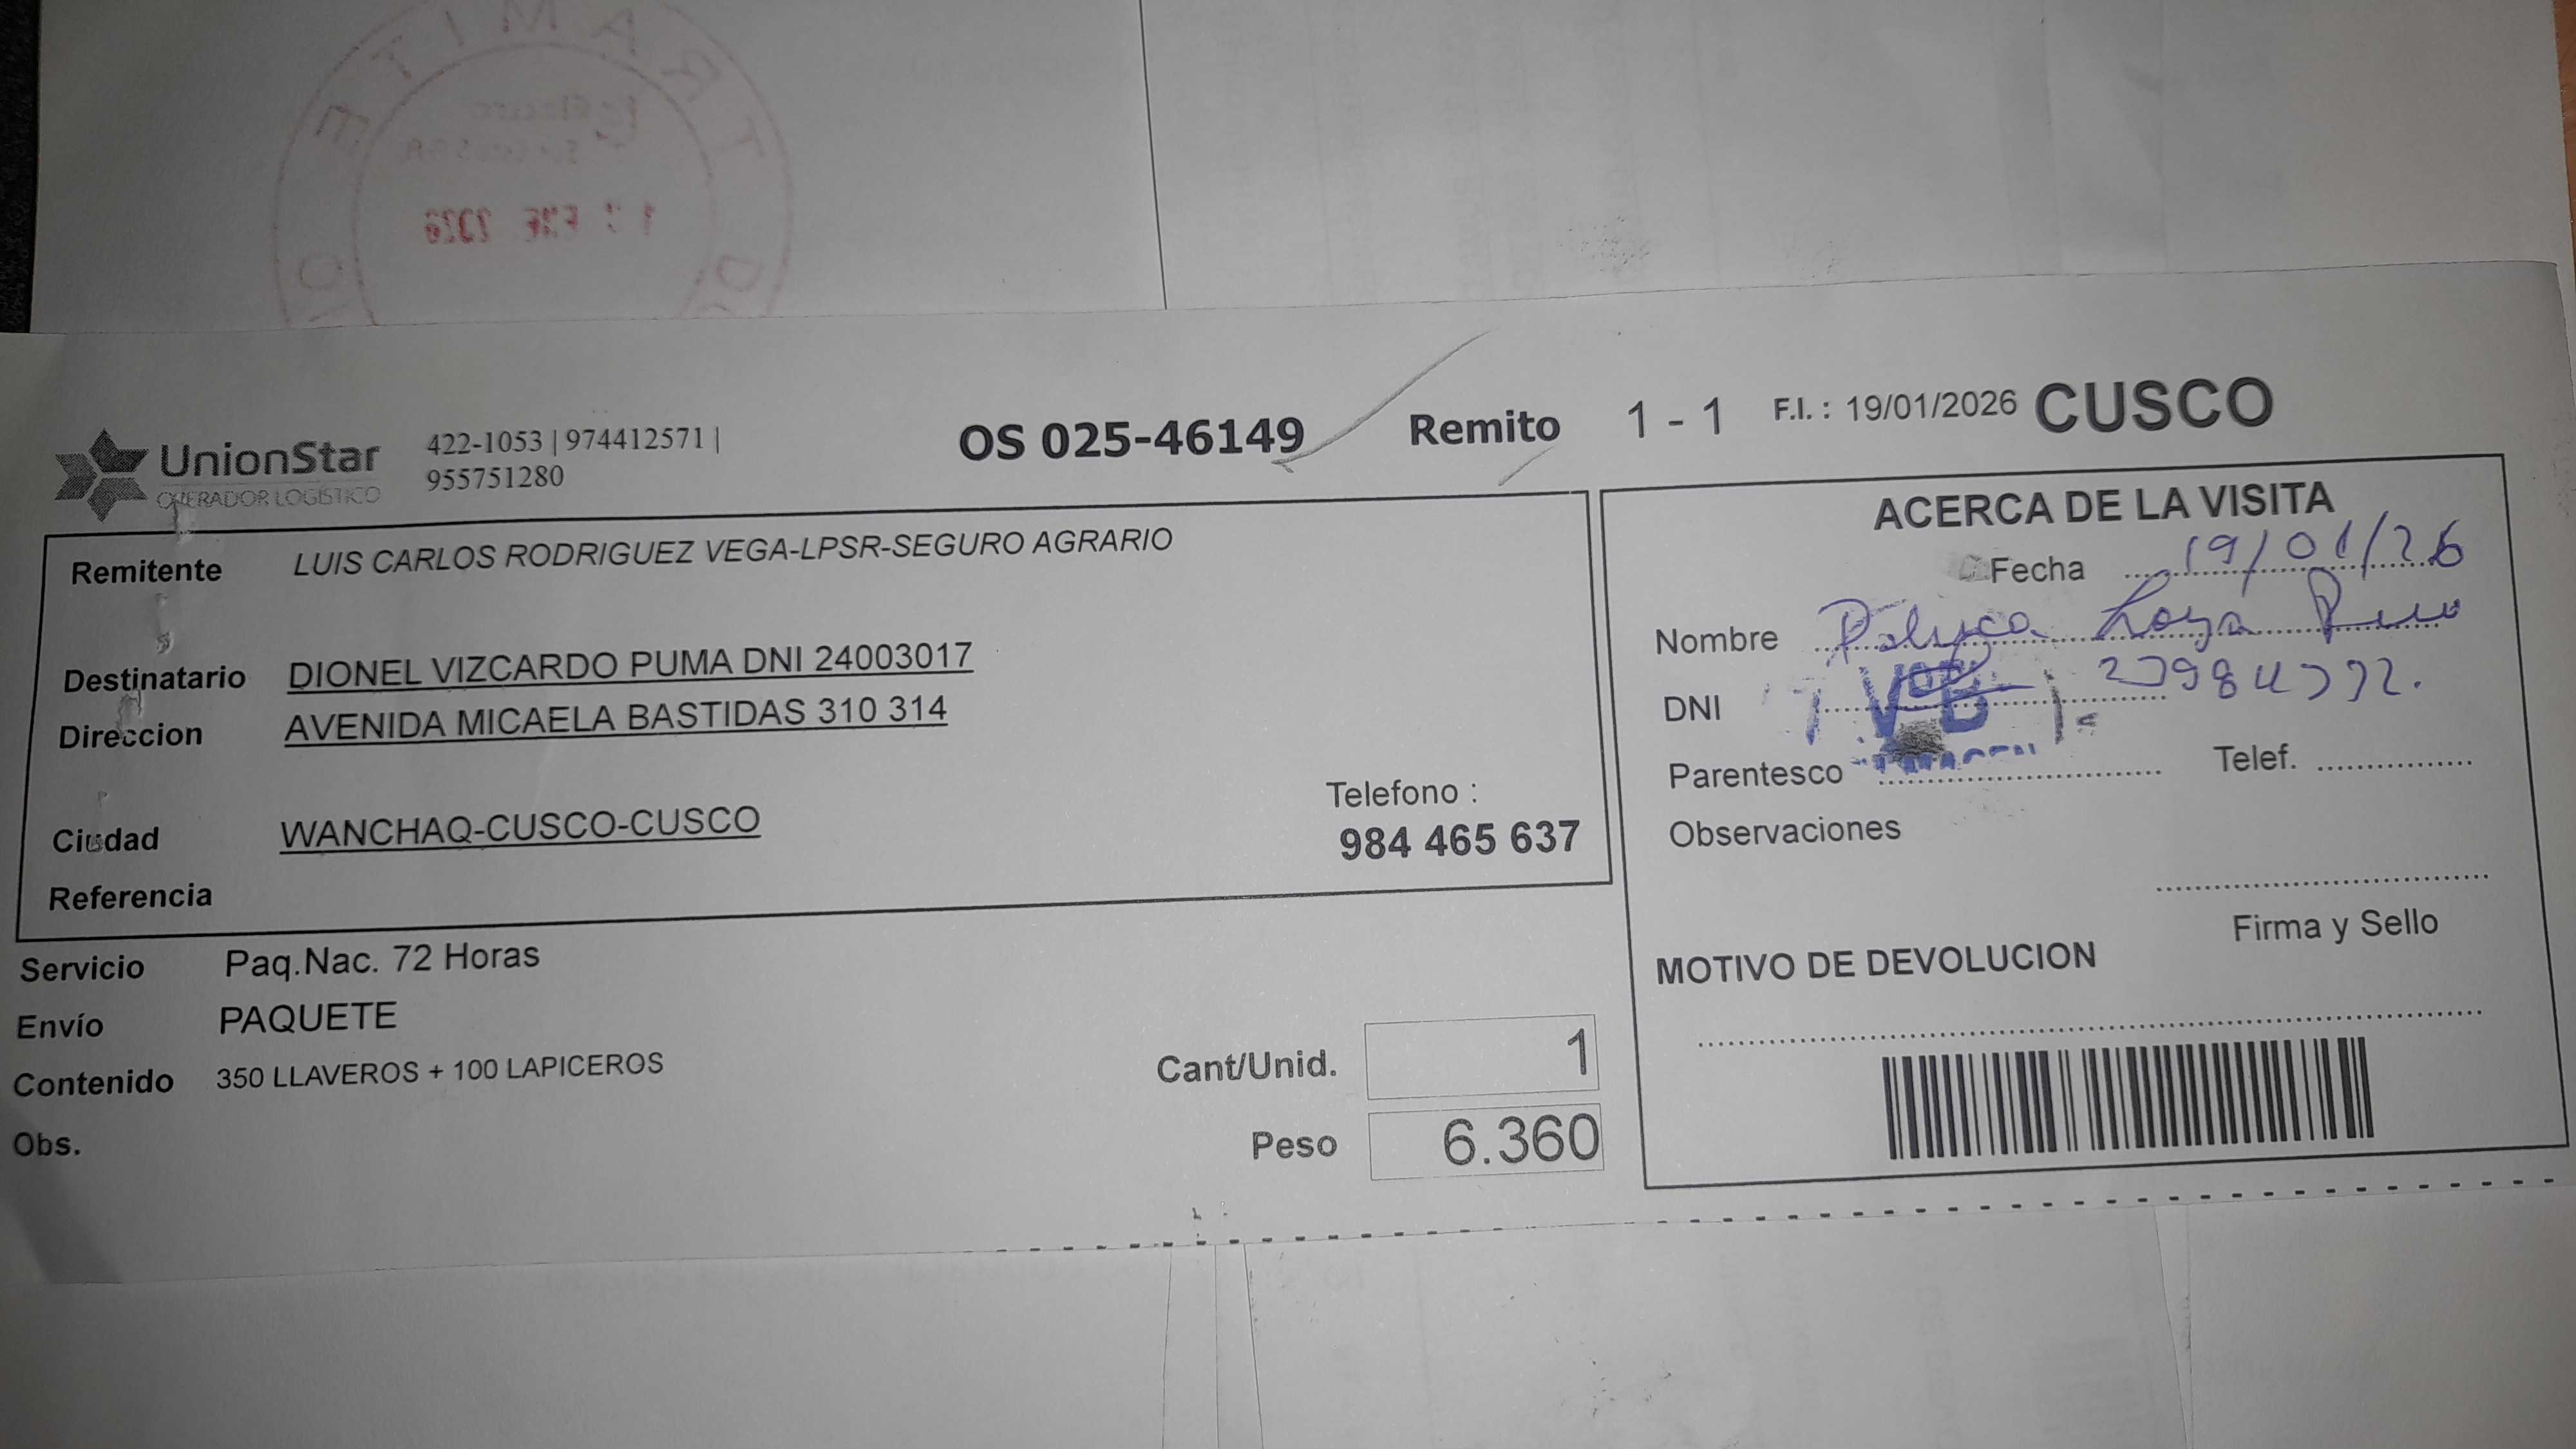 TRAMITE
UnionStar
OPERADOR LOGÍSTICO
422-1053 | 974412571 |
955751280
OS 025-46149
Remito 1 - 1
F.I. : 19/01/2026
CUSCO
Remitente LUIS CARLOS RODRIGUEZ VEGA-LPSR-SEGURO AGRARIO
Destinatario DIONEL VIZCARDO PUMA DNI 24003017
Direccion AVENIDA MICAELA BASTIDAS 310 314
Ciudad WANCHAQ-CUSCO-CUSCO
Telefono :
984 465 637
Referencia
Servicio Paq.Nac. 72 Horas
Envío PAQUETE
Contenido 350 LLAVEROS + 100 LAPICEROS
Obs.
Cant/Unid. 1
Peso 6.360
ACERCA DE LA VISITA
Fecha 19/01/26
Nombre
DNI
Parentesco
Telef.
Observaciones
Firma y Sello
MOTIVO DE DEVOLUCION